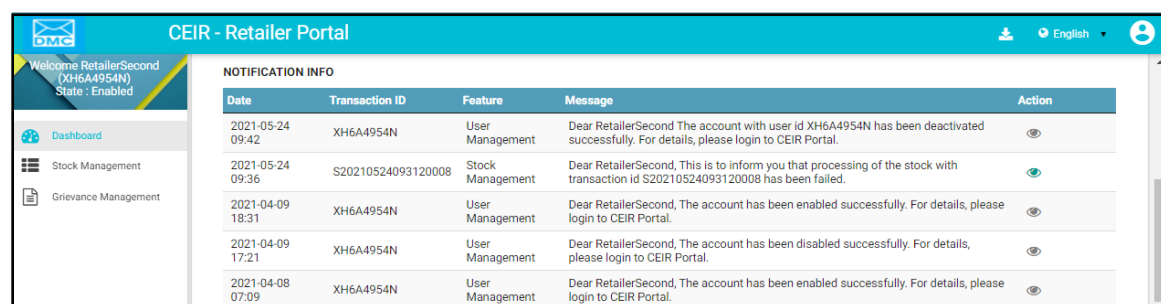 DMC
CEIR - Retailer Portal
English
Welcome RetailerSecond
(XH6A4954N)
State : Enabled
Dashboard
Stock Management
Grievance Management
NOTIFICATION INFO
Date Transaction ID Feature Message Action
2021-05-24 09:42 XH6A4954N User Management Dear RetailerSecond The account with user id XH6A4954N has been deactivated
successfully. For details, please login to CEIR Portal.
2021-05-24 09:36 S20210524093120008 Stock Management Dear RetailerSecond, This is to inform you that processing of the stock with
transaction id S20210524093120008 has been failed.
2021-04-09 18:31 XH6A4954N User Management Dear RetailerSecond, The account has been enabled successfully. For details, please
login to CEIR Portal.
2021-04-09 17:21 XH6A4954N User Management Dear RetailerSecond, The account has been disabled successfully. For details,
please login to CEIR Portal.
2021-04-08 07:09 XH6A4954N User Management Dear RetailerSecond, The account has been enabled successfully. For details, please
login to CEIR Portal.